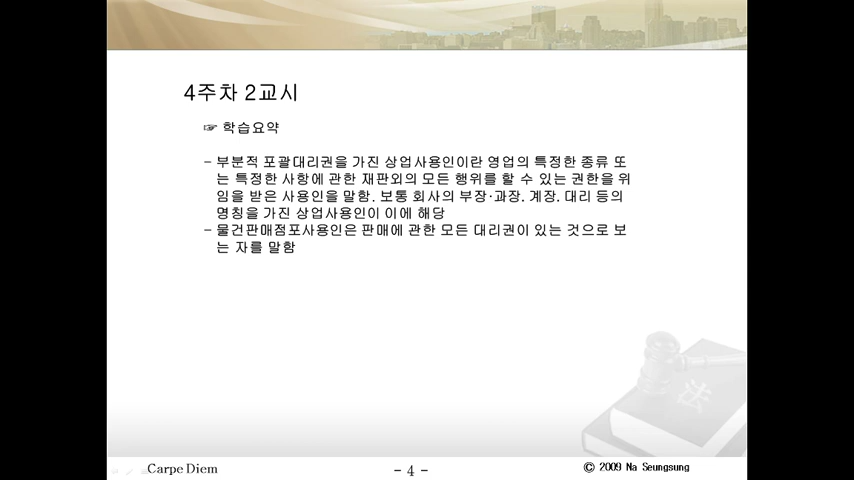 4주차 2교시
☞ 학습요약
- 부분적 포괄대리권을 가진 상업사용인이란 영업의 특정한 종류 또
는 특정한 사항에 관한 재판외의 모든 행위를 할 수 있는 권한을 위
임을 받은 사용인을 말함. 보통 회사의 부장·과장. 계장. 대리 등의
명칭을 가진 상업사용인이 이에 해당
- 물건판매점포사용인은 판매에 관한 모든 대리권이 있는 것으로 보
는 자를 말함
法
Carpe Diem
- 4 -
© 2009 Na Seungsung